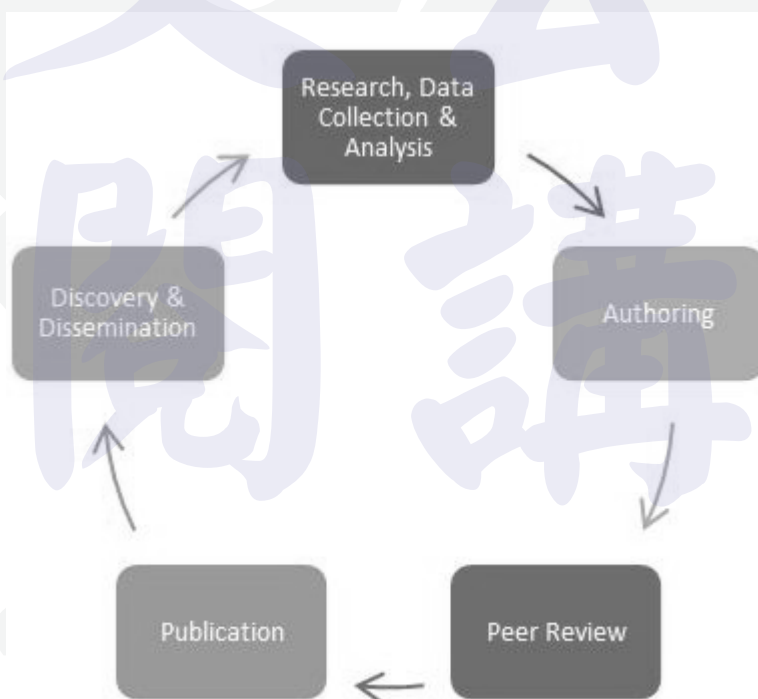 Research, Data
Collection &
Analysis
Authoring
Peer Review
Publication
Discovery &
Dissemination
閱講